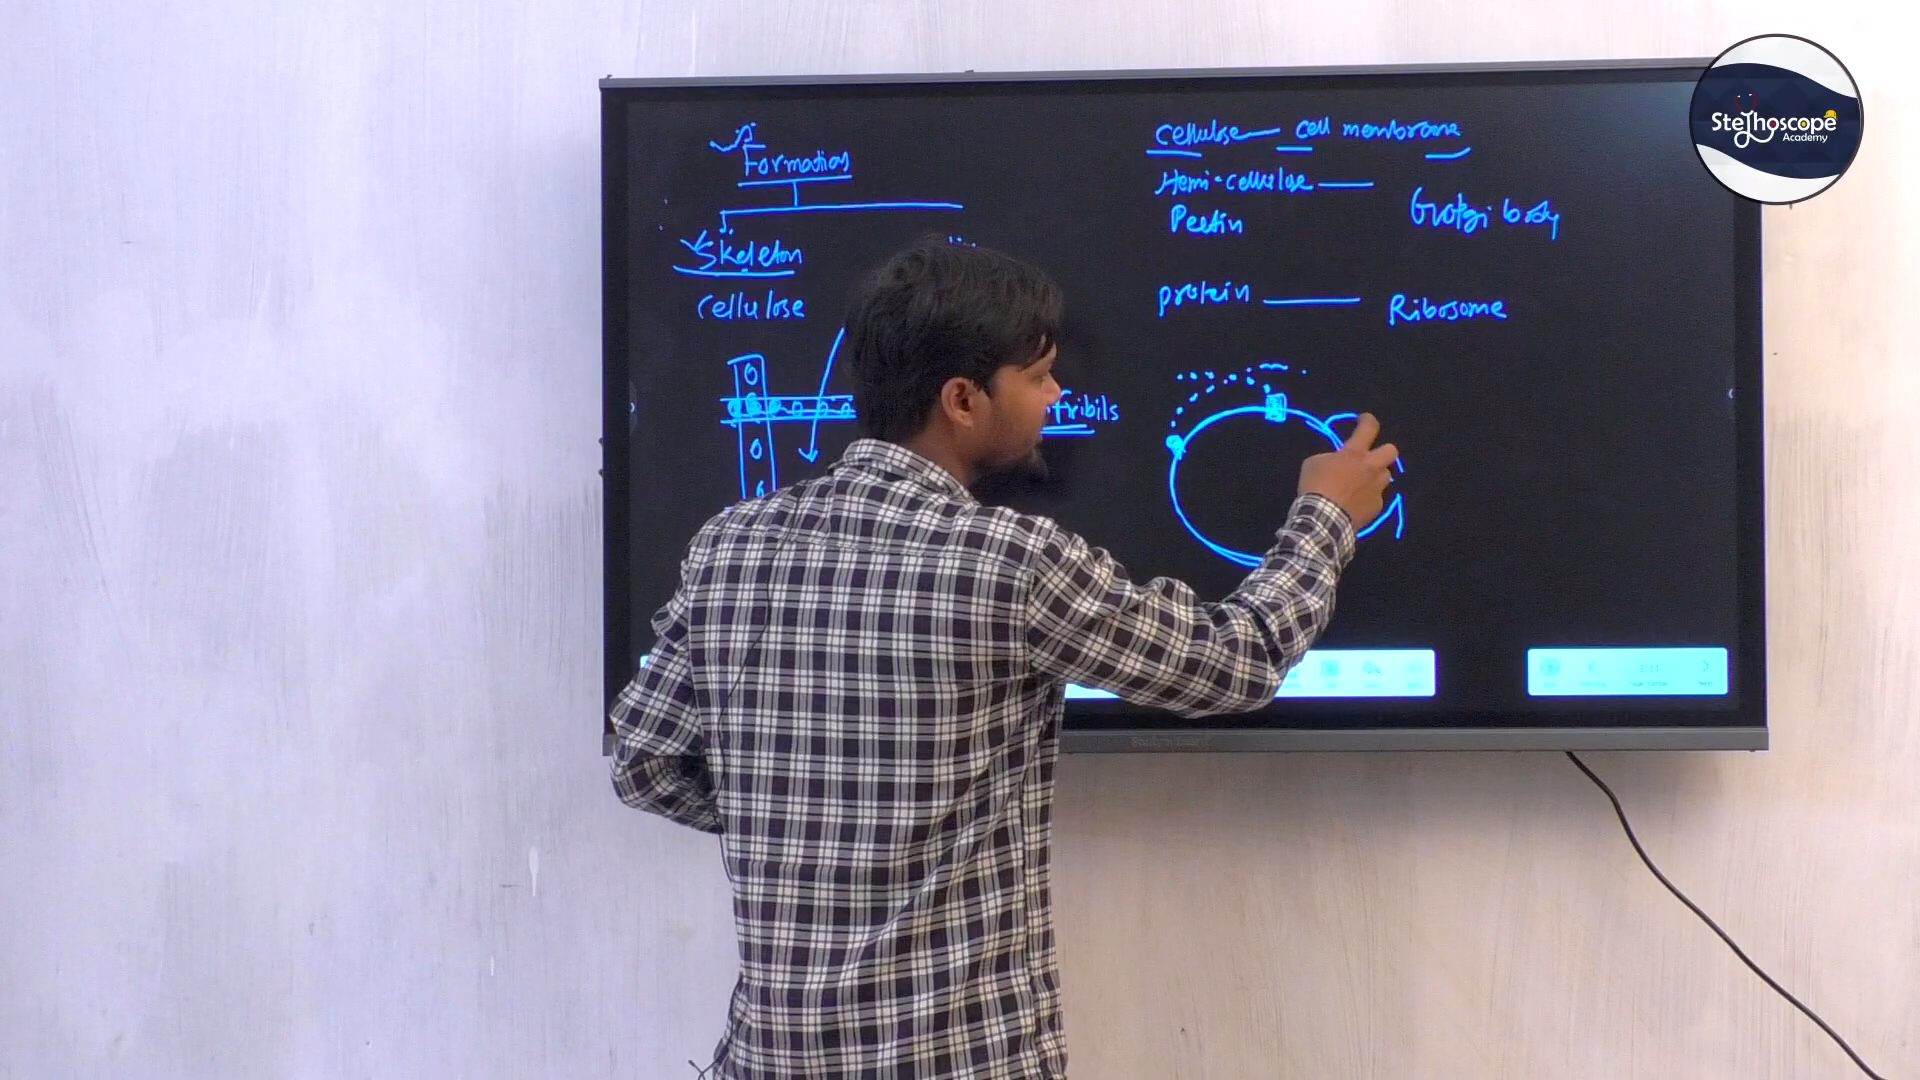 Formation
Skeleton
Cellulose
cellulose — cell membrane
Hemi-cellulose —
Pectin
Golgi body
protein — Ribosome
fribils
Stethoscope
Academy